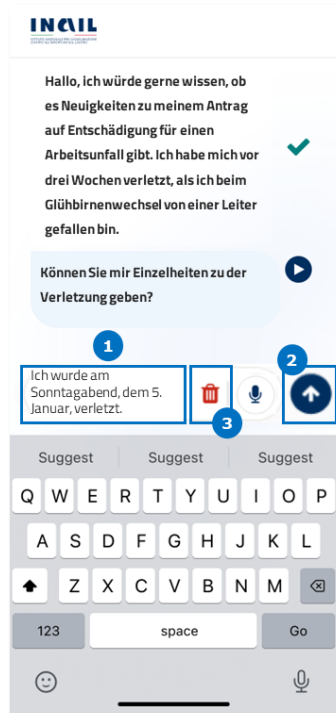 INAIL
Hallo, ich würde gerne wissen, ob
es Neuigkeiten zu meinem Antrag
auf Entschädigung für einen
Arbeitsunfall gibt. Ich habe mich vor
drei Wochen verletzt, als ich beim
Glühbirnenwechsel von einer Leiter
gefallen bin.
Können Sie mir Einzelheiten zu der
Verletzung geben?
1
2
Ich wurde am
Sonntagabend, dem 5.
Januar, verletzt.
3
Suggest Suggest Suggest
Q W E R T Y U I O P
A S D F G H J K L
Z X C V B N M
123 space Go